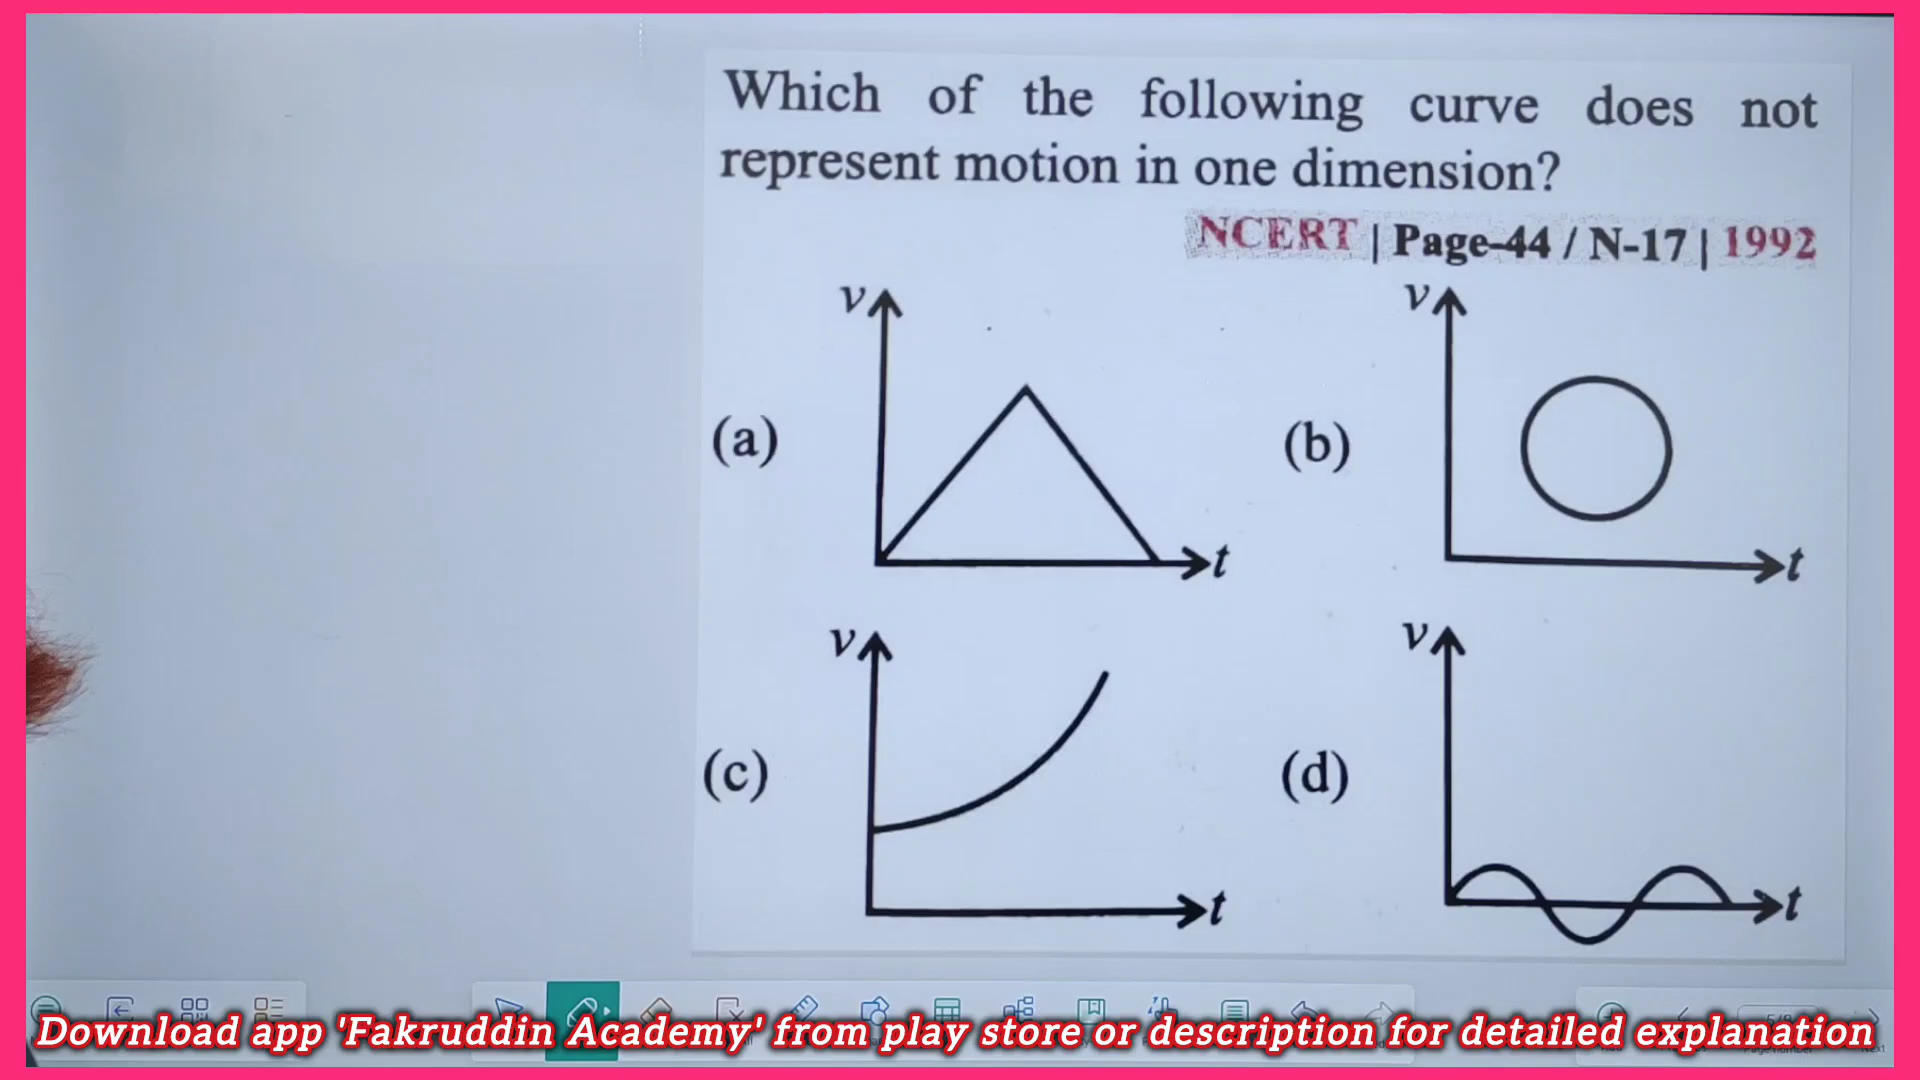 Which of the following curve does not
represent motion in one dimension?
NCERT | Page-44 / N-17 | 1992
v
v
(a)
(b)
t
t
v
v
(c)
(d)
t
t
Download app 'Fakruddin Academy' from play store or description for detailed explanation